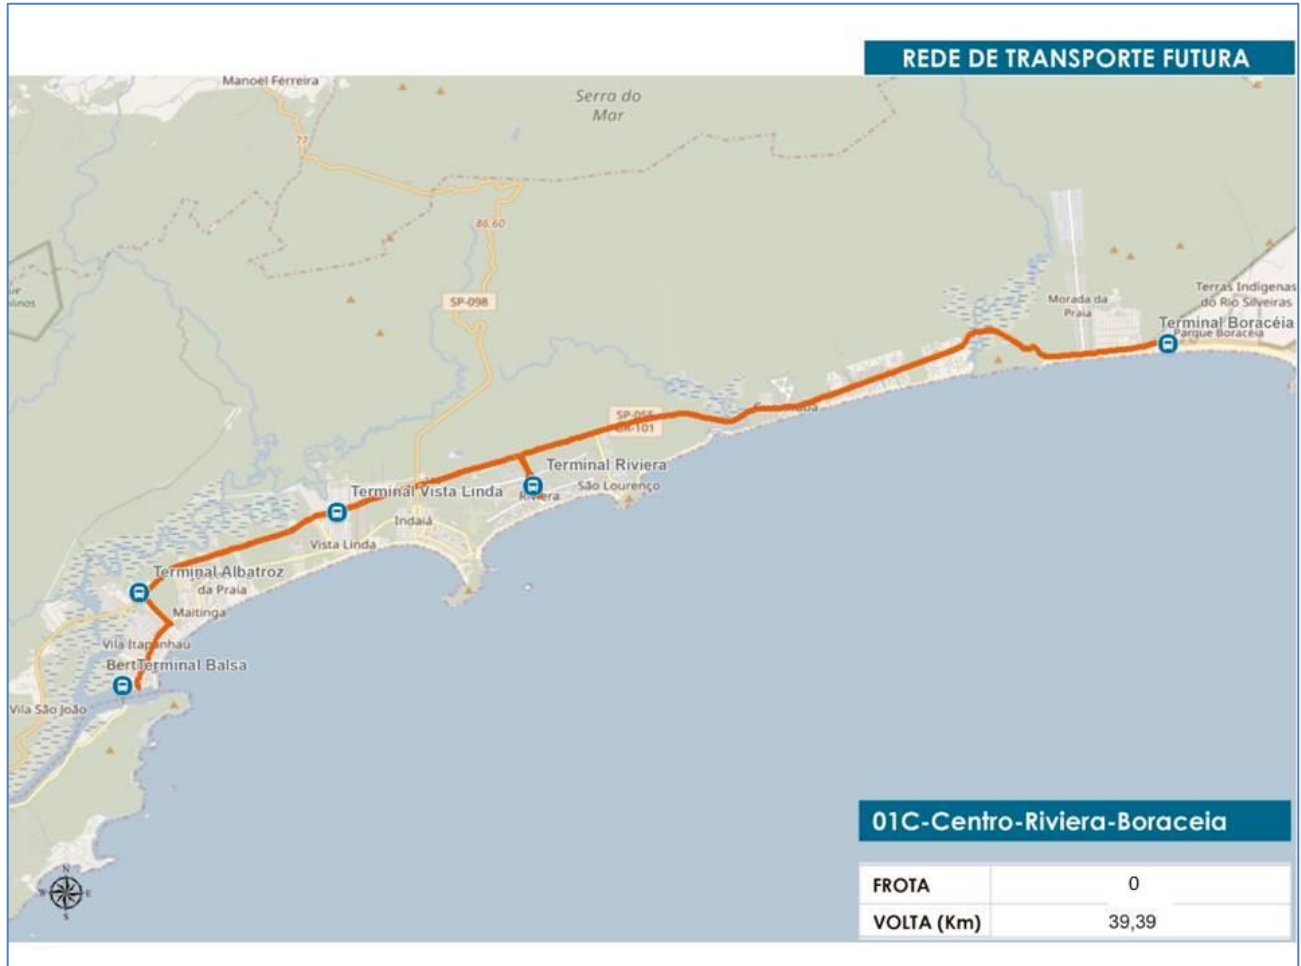 REDE DE TRANSPORTE FUTURA
Manoel Ferreira
Serra do
Mar
77
86,60
SP-098
Morada da
Praia
Terras Indígenas
do Rio Silveiras
Terminal Boracéia
Parque Boracéia
SP-055
Terminal Riviera
São Lourenço
Riviera
Terminal Vista Linda
Indaiá
Vista Linda
Terminal Albatroz
da Praia
Maitinga
Vila Itapanhaú
Terminal Balsa
Vila São João
N
W
E
S
01C-Centro-Riviera-Boraceia
FROTA 0
VOLTA (Km) 39,39